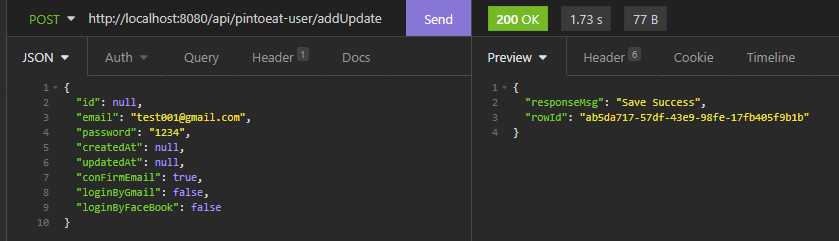 POST http://localhost:8080/api/pintoeat-user/addUpdate Send 200 OK 1.73 s 77 B
JSON Auth Query Header 1 Docs Preview Header 6 Cookie Timeline
1 {
2 "id": null,
3 "email": "test001@gmail.com",
4 "password": "1234",
5 "createdAt": null,
6 "updatedAt": null,
7 "conFirmEmail": true,
8 "loginByGmail": false,
9 "loginByFaceBook": false
10 }
1 {
2 "responseMsg": "Save Success",
3 "rowId": "ab5da717-57df-43e9-98fe-17fb405f9b1b"
4 }